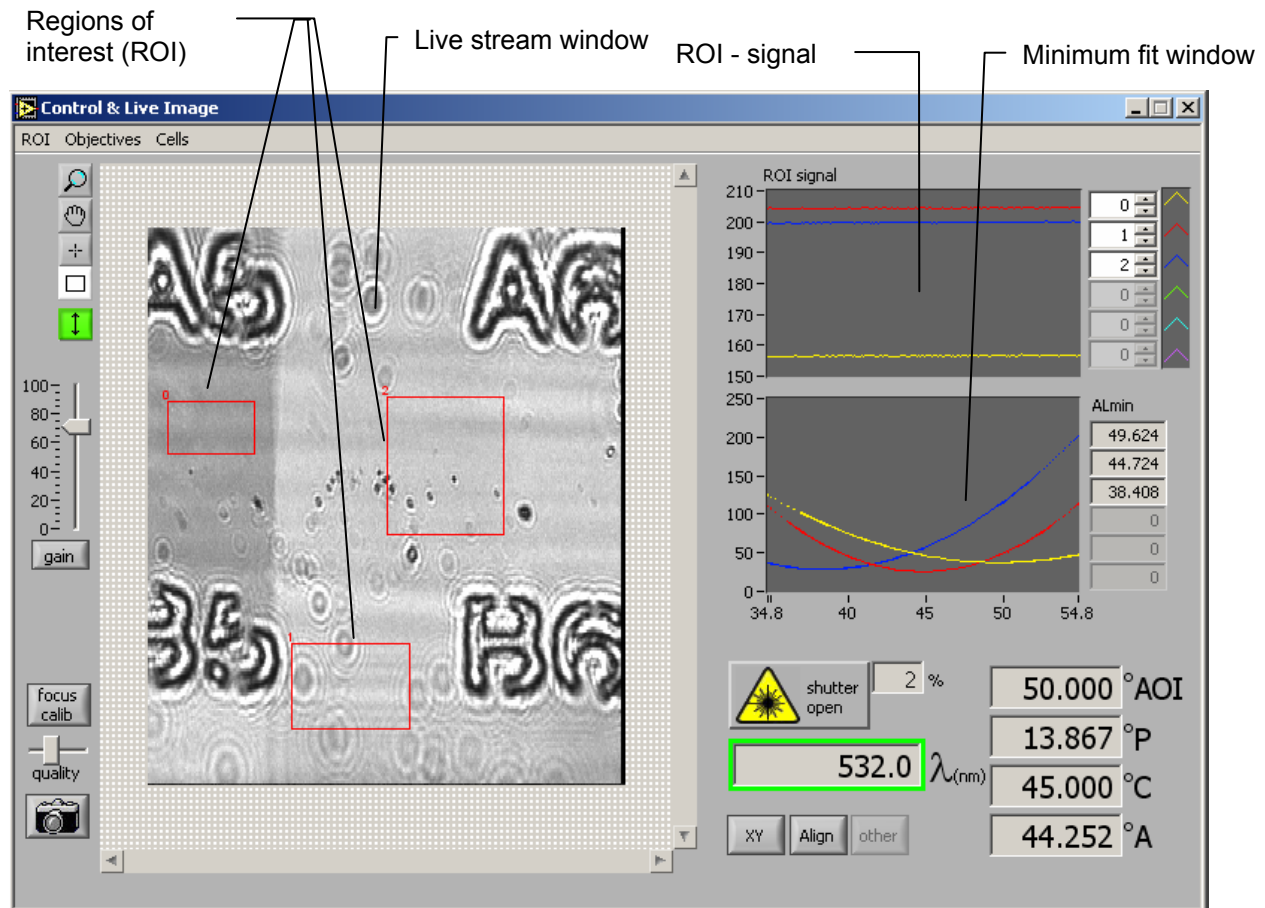 Regions of
interest (ROI)
Live stream window
ROI - signal
Minimum fit window
Control & Live Image
ROI Objectives Cells
ROI signal
210
200
190
180
170
160
150
0
1
2
0
0
0
250
200
150
100
50
0
34.8 40 45 50 54.8
ALmin
49.624
44.724
38.408
0
0
0
100
80
60
40
20
0
gain
focus
calib
quality
A5
A6
B5
B6
0
2
1
shutter
open
2 %
532.0 λ(nm)
XY Align other
50.000 °AOI
13.867 °P
45.000 °C
44.252 °A